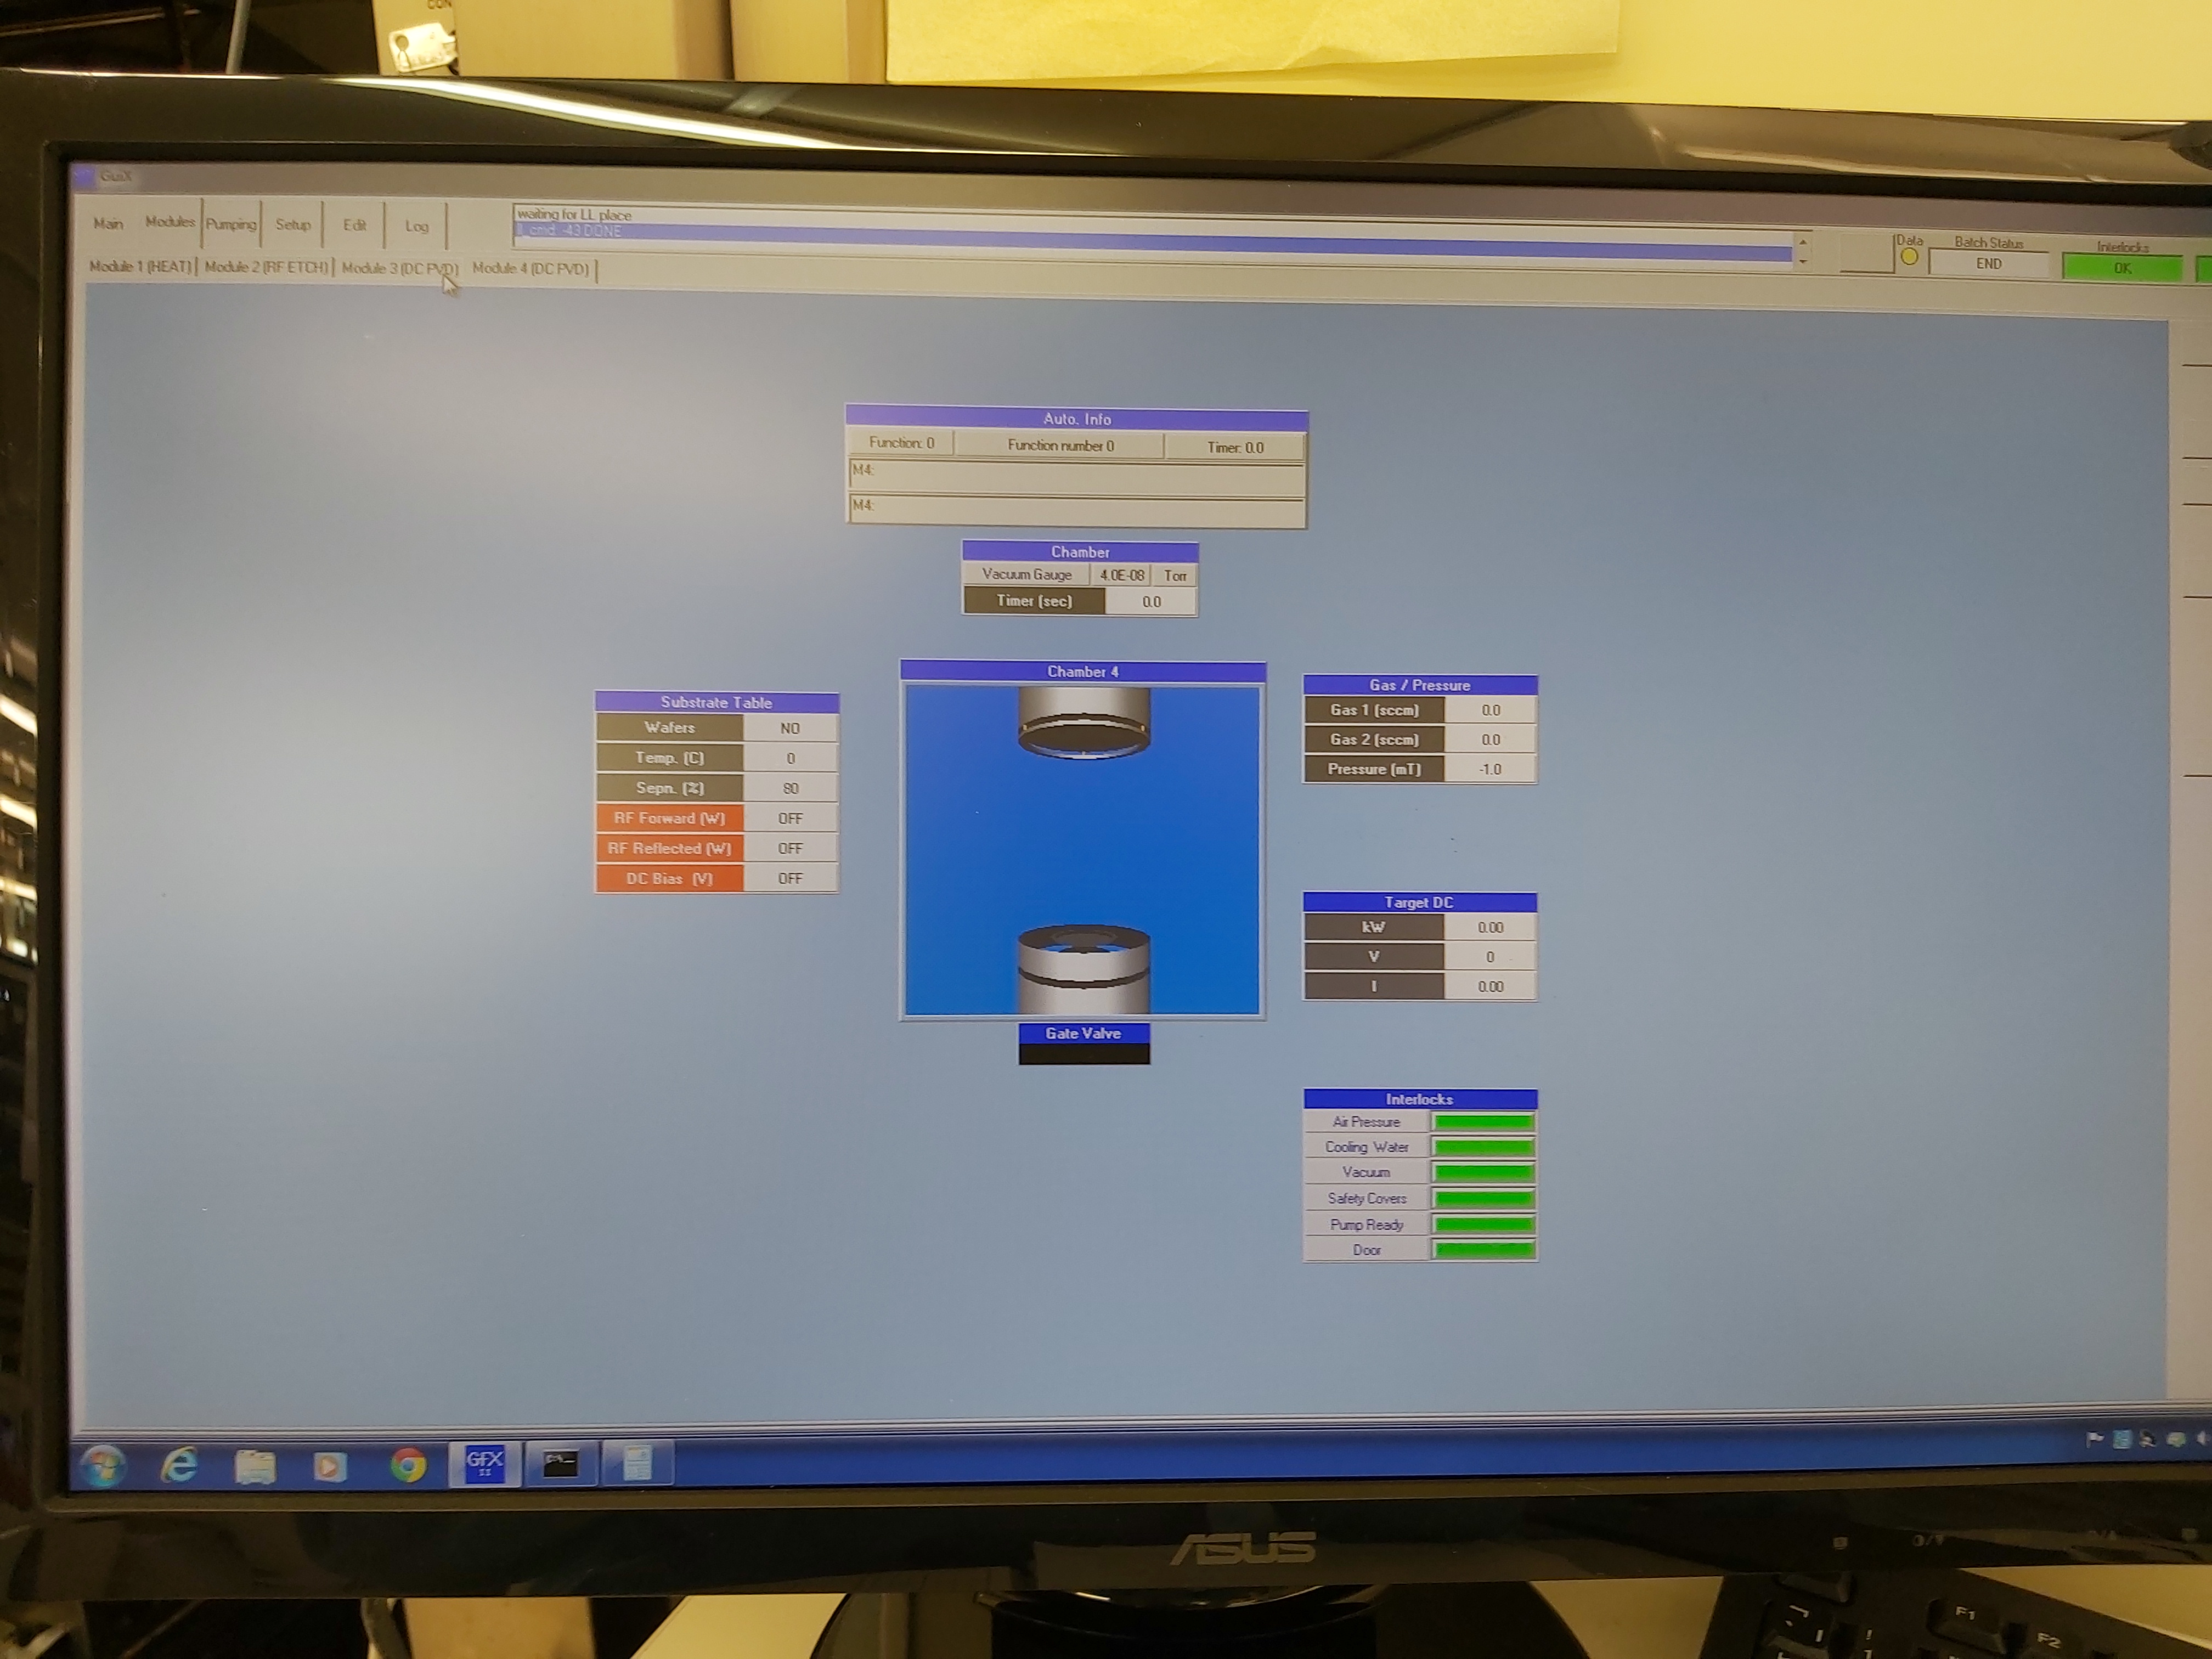 CON
GuiX
Main Modules Pumping Setup Edit Log
waiting for LL place
cmd -43 DONE
Data
Batch Status
END
Interlocks
OK
Module 1 (HEAT) Module 2 (RF ETCH) Module 3 (DC PVD) Module 4 (DC PVD)
Auto. Info
Function: 0 Function number 0 Timer: 0.0
M4:
M4:
Chamber
Vacuum Gauge 4.0E-08 Torr
Timer (sec) 0.0
Substrate Table
Wafers NO
Temp. (C) 0
Sepn. (%) 80
RF Forward (W) OFF
RF Reflected (W) OFF
DC Bias (V) OFF
Chamber 4
Gate Valve
Gas / Pressure
Gas 1 (sccm) 0.0
Gas 2 (sccm) 0.0
Pressure (mT) -1.0
Target DC
kW 0.00
V 0
I 0.00
Interlocks
Air Pressure
Cooling Water
Vacuum
Safety Covers
Pump Ready
Door
GFX
II
ASUS
F1
F2